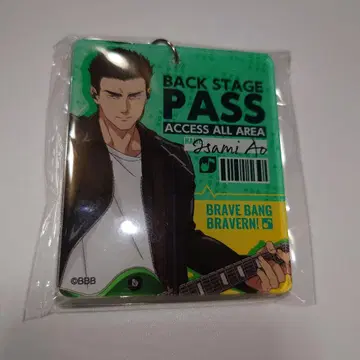 BACK STAGE
PASS
ACCESS ALL AREA
Isami Ao
BRAVE BANG
BRAVERN!
©BBB